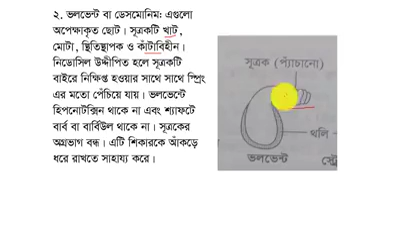 ২. ভলভেন্ট বা ডেসমোনিম: এগুলো
অপেক্ষাকৃত ছোট। সূত্রকটি খাট,
মোটা, স্থিতিস্থাপক ও কাঁটাবিহীন।
নিডোসিল উদ্দীপিত হলে সূত্রকটি
বাইরে নিক্ষিপ্ত হওয়ার সাথে সাথে স্প্রিং
এর মতো পেঁচিয়ে যায়। ভলভেন্টে
হিপনোটক্সিন থাকে না এবং শ্যাফটে
বার্ব বা বার্বিউল থাকে না। সূত্রকের
অগ্রভাগ বন্ধ। এটি শিকারকে আঁকড়ে
ধরে রাখতে সাহায্য করে।
সূত্রক (প্যাঁচানো)
থলি
ভলভেন্ট